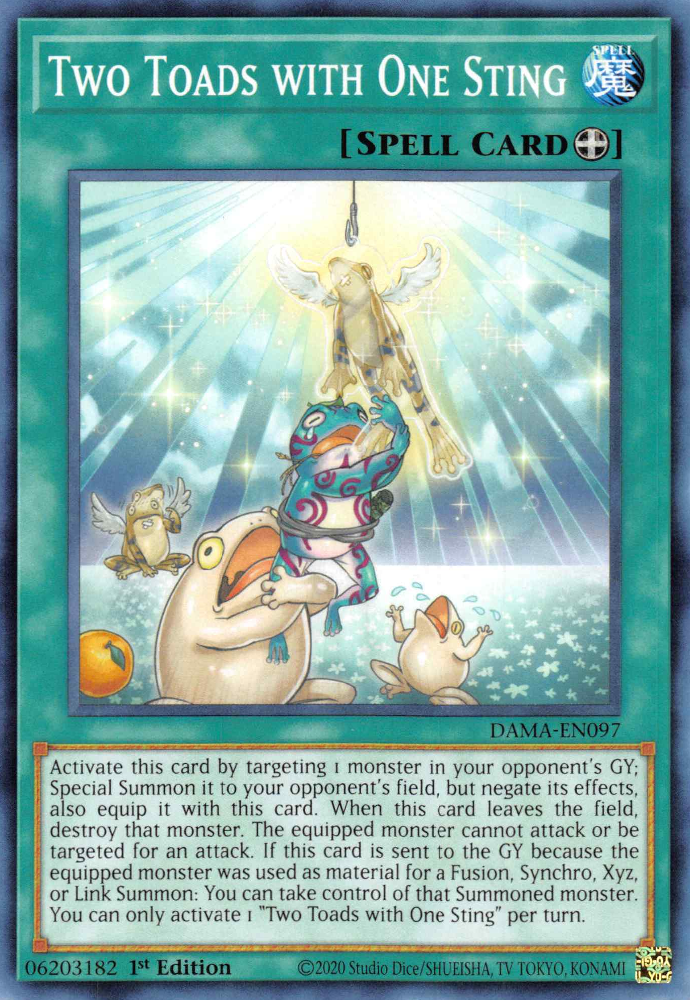 TWO TOADS WITH ONE STING
SPELL
魔
[SPELL CARD]
DAMA-EN097
Activate this card by targeting 1 monster in your opponent's GY;
Special Summon it to your opponent's field, but negate its effects,
also equip it with this card. When this card leaves the field,
destroy that monster. The equipped monster cannot attack or be
targeted for an attack. If this card is sent to the GY because the
equipped monster was used as material for a Fusion, Synchro, Xyz,
or Link Summon: You can take control of that Summoned monster.
You can only activate 1 "Two Toads with One Sting" per turn.
06203182 1st Edition ©2020 Studio Dice/SHUEISHA, TV TOKYO, KONAMI